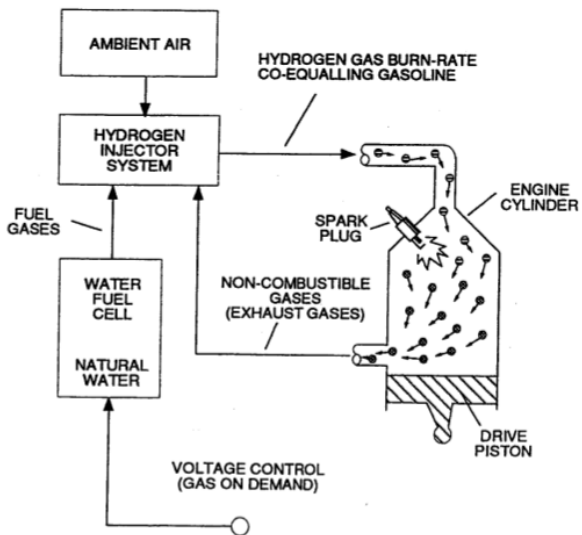 AMBIENT AIR
HYDROGEN GAS BURN-RATE
CO-EQUALLING GASOLINE
HYDROGEN
INJECTOR
SYSTEM
ENGINE
CYLINDER
SPARK
PLUG
FUEL
GASES
NON-COMBUSTIBLE
GASES
(EXHAUST GASES)
WATER
FUEL
CELL
NATURAL
WATER
DRIVE
PISTON
VOLTAGE CONTROL
(GAS ON DEMAND)